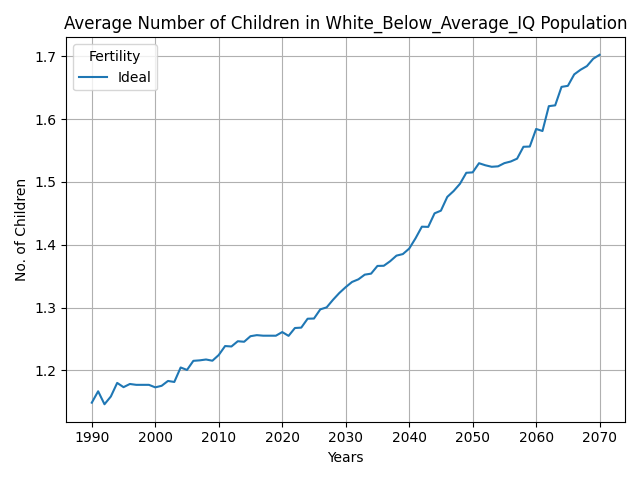 Average Number of Children in White_Below_Average_IQ Population
Fertility
Ideal
No. of Children
1.7
1.6
1.5
1.4
1.3
1.2
1990 2000 2010 2020 2030 2040 2050 2060 2070
Years